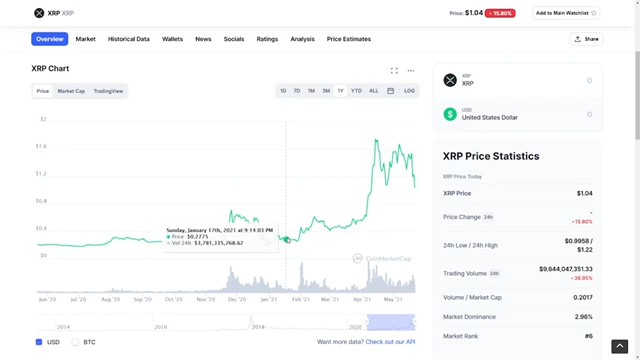 XRP XRP
Price: $1.04 - 15.80%
Add to Main Watchlist
Overview Market Historical Data Wallets News Socials Ratings Analysis Price Estimates
Share
XRP Chart
Price Market Cap TradingView
1D 7D 1M 3M 1Y YTD ALL LOG
$2
$1.6
$1.2
$0.8
$0.4
$0
Sunday, January 17th, 2021 at 9:14:03 PM
Price: $0.2775
Vol 24h: $3,781,335,768.62
CoinMarketCap
Jun '20 Jul '20 Aug '20 Sep '20 Oct '20 Nov '20 Dec '20 Jan '21 Feb '21 Mar '21 Apr '21 May '21
2014 2016 2018 2020
USD BTC
Want more data? Check out our API
XRP
XRP 0
USD
United States Dollar 0
XRP Price Statistics
XRP Price Today
XRP Price $1.04
Price Change 24h -
-15.80%
24h Low / 24h High $0.9958 /
$1.22
Trading Volume 24h $9,644,047,351.33
-38.95%
Volume / Market Cap 0.2017
Market Dominance 2.96%
Market Rank #6